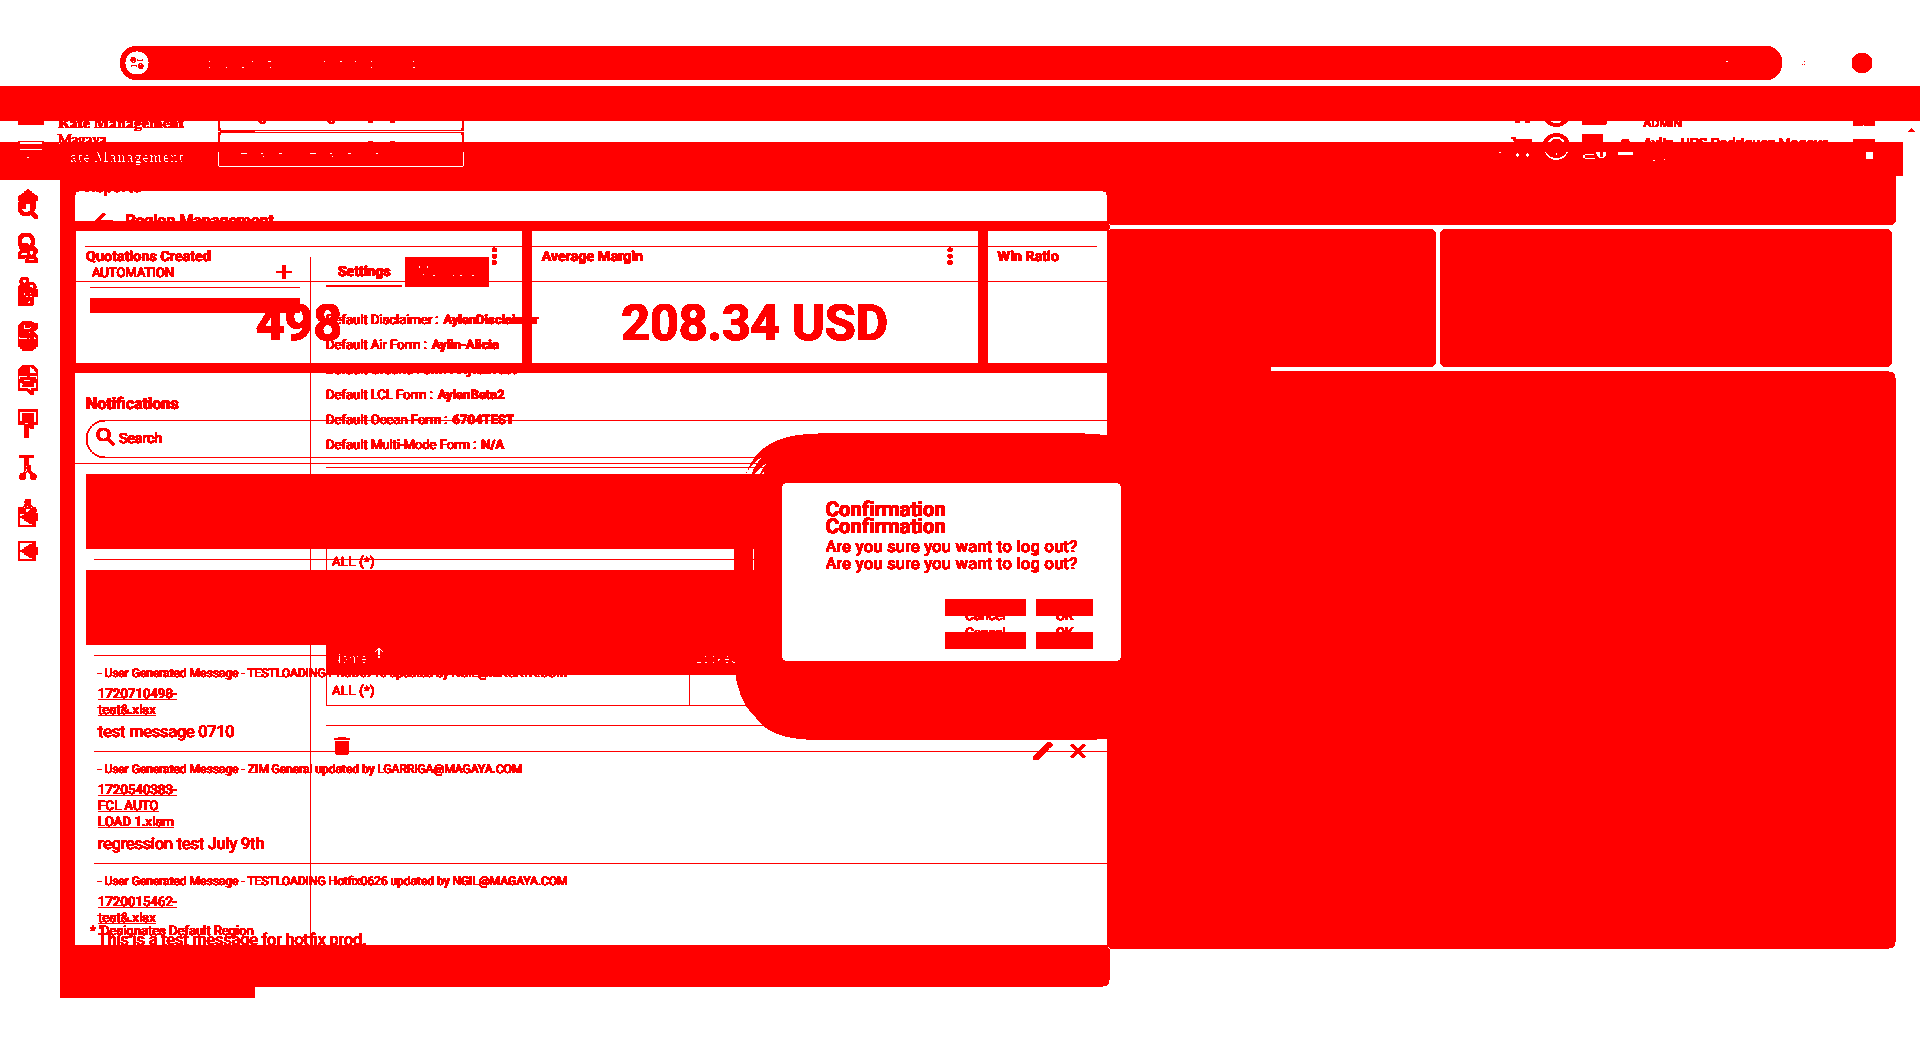 Rate Management
ADMIN
Magaya
Rate Management
Reports
Region Management
Quotations Created
AUTOMATION
Settings
Average Margin
Win Ratio
498
208.34 USD
Default Disclaimer : AylenDisclaimer
Default Air Form : Aylin-Alicia
Default LCL Form : AylenBeta2
Default Ocean Form : 6704TEST
Default Multi-Mode Form : N/A
Notifications
Search
Confirmation
Confirmation
Are you sure you want to log out?
Are you sure you want to log out?
ALL (*)
Cancel OK
Cancel OK
Name
- User Generated Message - TESTLOADING
ALL (*)
1720710498-
test&.xlsx
test message 0710
- User Generated Message - ZIM General updated by LGARRIGA@MAGAYA.COM
1720540383-
FCL AUTO
LOAD 1.xlsm
regression test July 9th
- User Generated Message - TESTLOADING Hotfix0626 updated by NGIL@MAGAYA.COM
1720015462-
test&.xlsx
* Designates Default Region
This is a test message for hotfix prod.